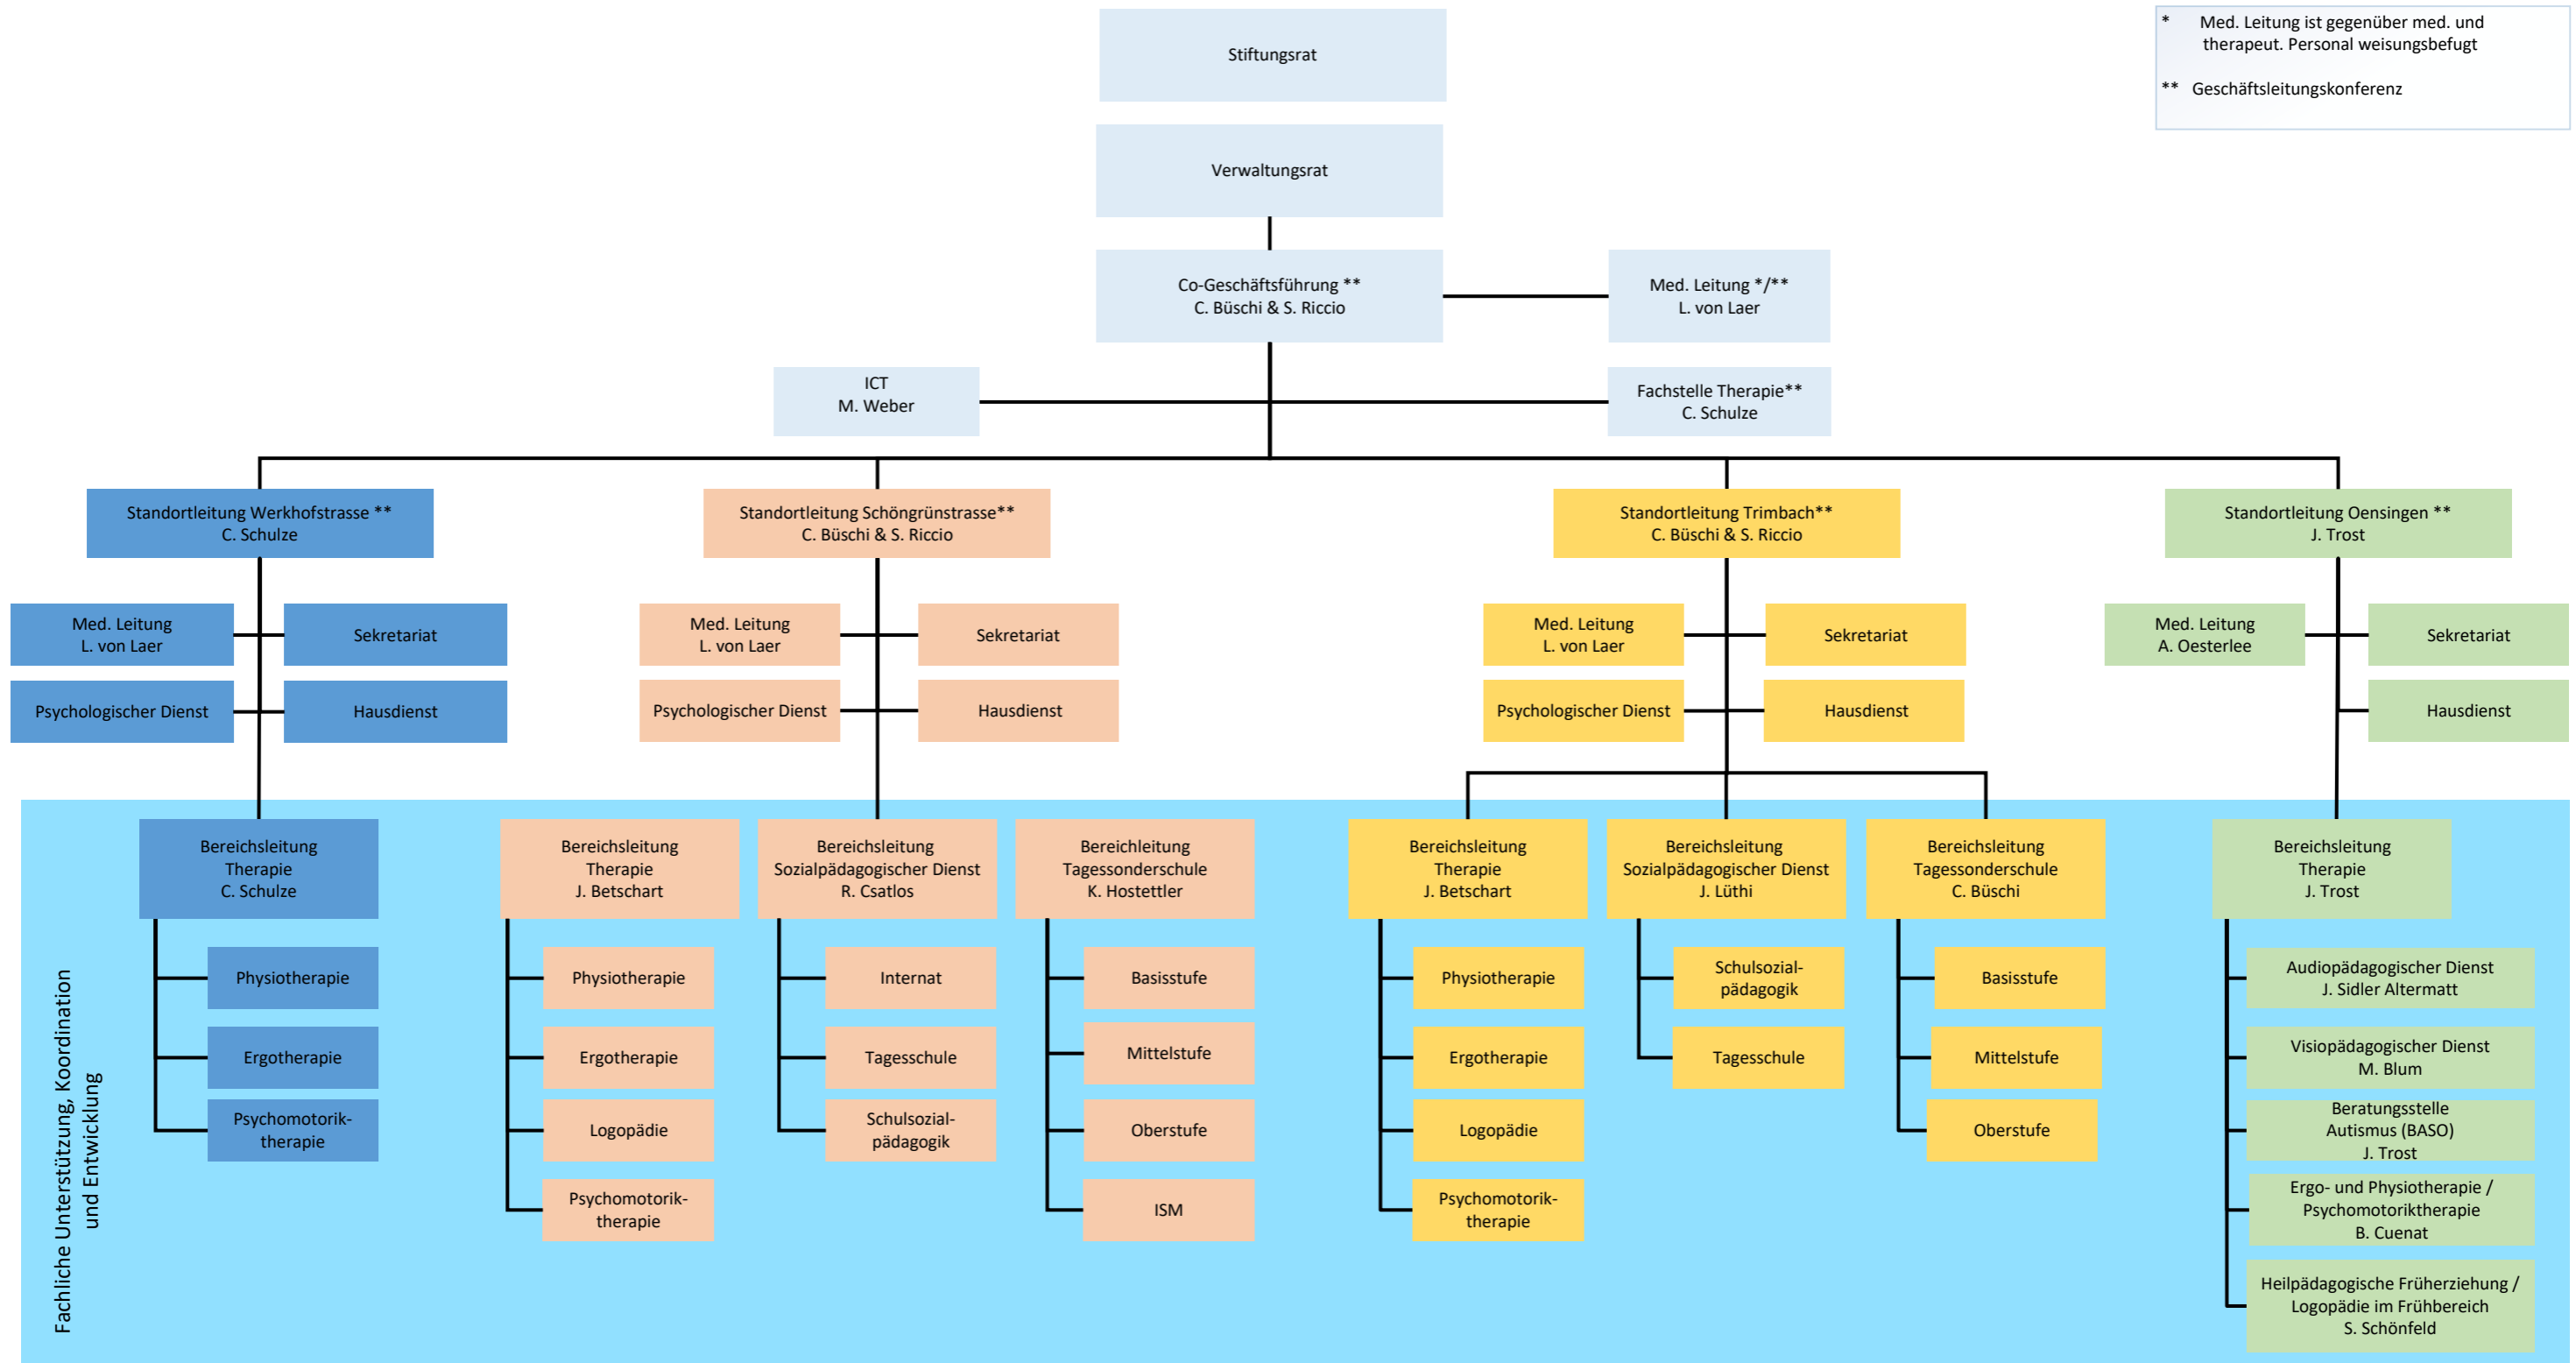 Stiftungsrat
* Med. Leitung ist gegenüber med. und
therapeut. Personal weisungsbefugt
** Geschäftsleitungskonferenz
Verwaltungsrat
Co-Geschäftsführung **
C. Büschi & S. Riccio
Med. Leitung */**
L. von Laer
ICT
M. Weber
Fachstelle Therapie**
C. Schulze
Standortleitung Werkhofstrasse **
C. Schulze
Standortleitung Schöngrünstrasse**
C. Büschi & S. Riccio
Standortleitung Trimbach**
C. Büschi & S. Riccio
Standortleitung Oensingen **
J. Trost
Med. Leitung
L. von Laer
Sekretariat
Psychologischer Dienst
Hausdienst
Med. Leitung
L. von Laer
Sekretariat
Psychologischer Dienst
Hausdienst
Med. Leitung
L. von Laer
Sekretariat
Psychologischer Dienst
Hausdienst
Med. Leitung
A. Oesterlee
Sekretariat
Hausdienst
Fachliche Unterstützung, Koordination
und Entwicklung
Bereichsleitung
Therapie
C. Schulze
Physiotherapie
Ergotherapie
Psychomotorik-
therapie
Bereichsleitung
Therapie
J. Betschart
Physiotherapie
Ergotherapie
Logopädie
Psychomotorik-
therapie
Bereichsleitung
Sozialpädagogischer Dienst
R. Csatlos
Internat
Tagesschule
Schulsozial-
pädagogik
Bereichleitung
Tagessonderschule
K. Hostettler
Basisstufe
Mittelstufe
Oberstufe
ISM
Bereichsleitung
Therapie
J. Betschart
Physiotherapie
Ergotherapie
Logopädie
Psychomotorik-
therapie
Bereichsleitung
Sozialpädagogischer Dienst
J. Lüthi
Schulsozial-
pädagogik
Tagesschule
Bereichsleitung
Tagessonderschule
C. Büschi
Basisstufe
Mittelstufe
Oberstufe
Bereichsleitung
Therapie
J. Trost
Audiopädagogischer Dienst
J. Sidler Altermatt
Visiopädagogischer Dienst
M. Blum
Beratungsstelle
Autismus (BASO)
J. Trost
Ergo- und Physiotherapie /
Psychomotoriktherapie
B. Cuenat
Heilpädagogische Früherziehung /
Logopädie im Frühbereich
S. Schönfeld